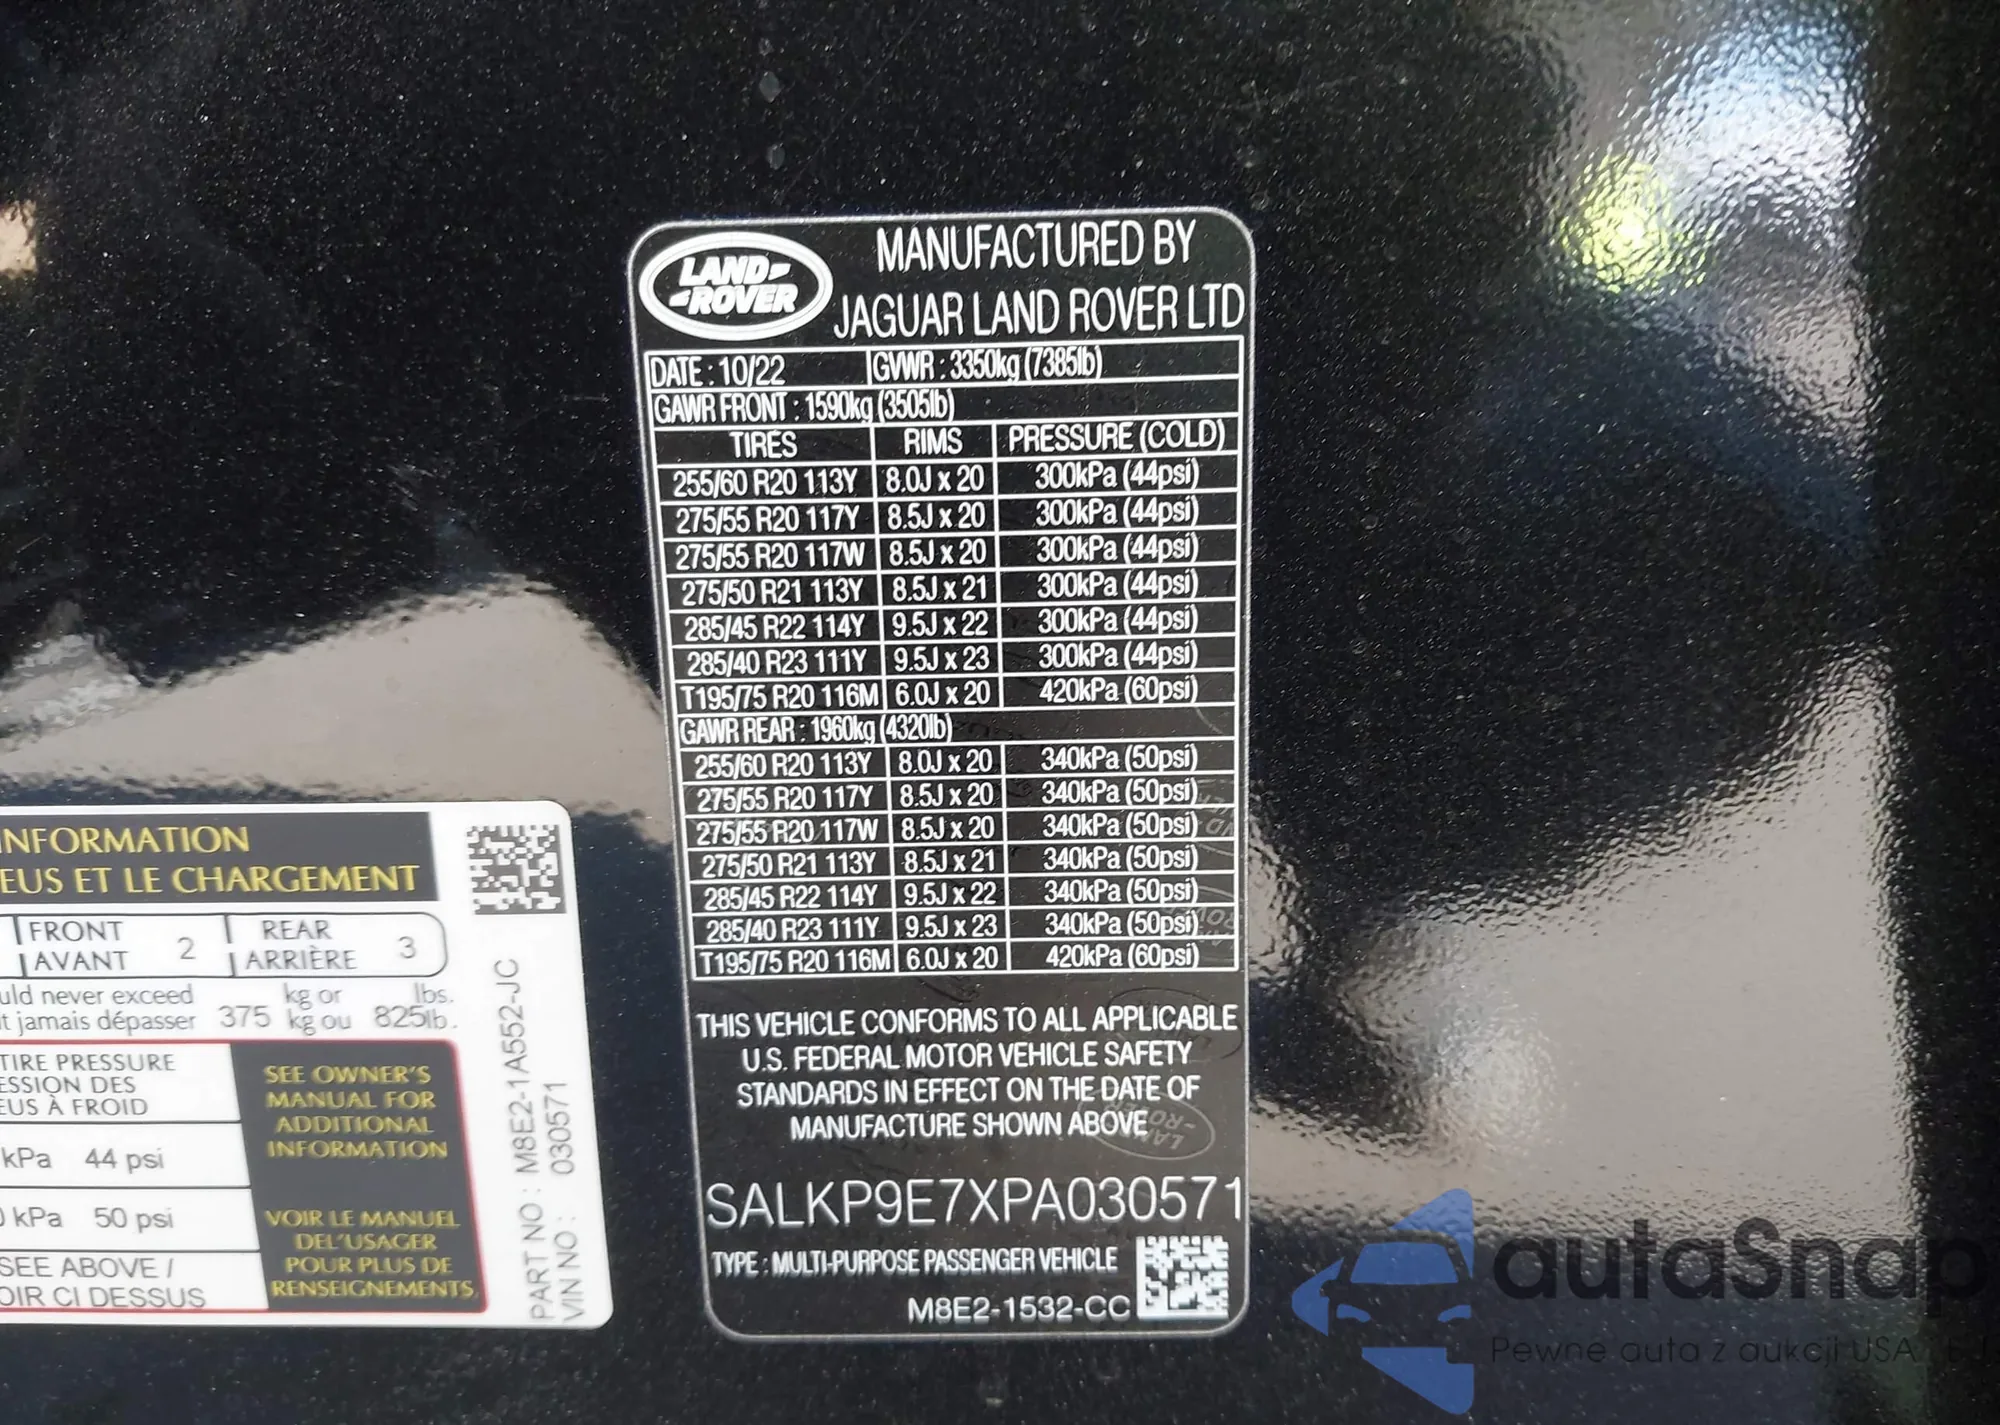 LAND-
-ROVER
MANUFACTURED BY
JAGUAR LAND ROVER LTD
DATE : 10/22 GVWR : 3350kg (7385lb)
GAWR FRONT : 1590kg (3505lb)
TIRES RIMS PRESSURE (COLD)
255/60 R20 113Y 8.0J x 20 300kPa (44psi)
275/55 R20 117Y 8.5J x 20 300kPa (44psi)
275/55 R20 117W 8.5J x 20 300kPa (44psi)
275/50 R21 113Y 8.5J x 21 300kPa (44psi)
285/45 R22 114Y 9.5J x 22 300kPa (44psi)
285/40 R23 111Y 9.5J x 23 300kPa (44psi)
T195/75 R20 116M 6.0J x 20 420kPa (60psi)
GAWR REAR : 1960kg (4320lb)
255/60 R20 113Y 8.0J x 20 340kPa (50psi)
275/55 R20 117Y 8.5J x 20 340kPa (50psi)
275/55 R20 117W 8.5J x 20 340kPa (50psi)
275/50 R21 113Y 8.5J x 21 340kPa (50psi)
285/45 R22 114Y 9.5J x 22 340kPa (50psi)
285/40 R23 111Y 9.5J x 23 340kPa (50psi)
T195/75 R20 116M 6.0J x 20 420kPa (60psi)
THIS VEHICLE CONFORMS TO ALL APPLICABLE
U.S. FEDERAL MOTOR VEHICLE SAFETY
STANDARDS IN EFFECT ON THE DATE OF
MANUFACTURE SHOWN ABOVE
SALKP9E7XPA030571
TYPE : MULTI-PURPOSE PASSENGER VEHICLE
M8E2-1532-CC
INFORMATION
EUS ET LE CHARGEMENT
FRONT 2 REAR 3
AVANT ARRIÈRE
uld never exceed 375 kg or 825lb. lbs.
t jamais dépasser kg ou
TIRE PRESSURE
ESSION DES
EUS À FROID
kPa 44 psi
0 kPa 50 psi
SEE ABOVE /
OIR CI DESSUS
SEE OWNER'S
MANUAL FOR
ADDITIONAL
INFORMATION
VOIR LE MANUEL
DEL'USAGER
POUR PLUS DE
RENSEIGNEMENTS
PART NO : M8E2-1A552-JC
VIN NO : 030571
autaSnap
Pewne auta z aukcji USA